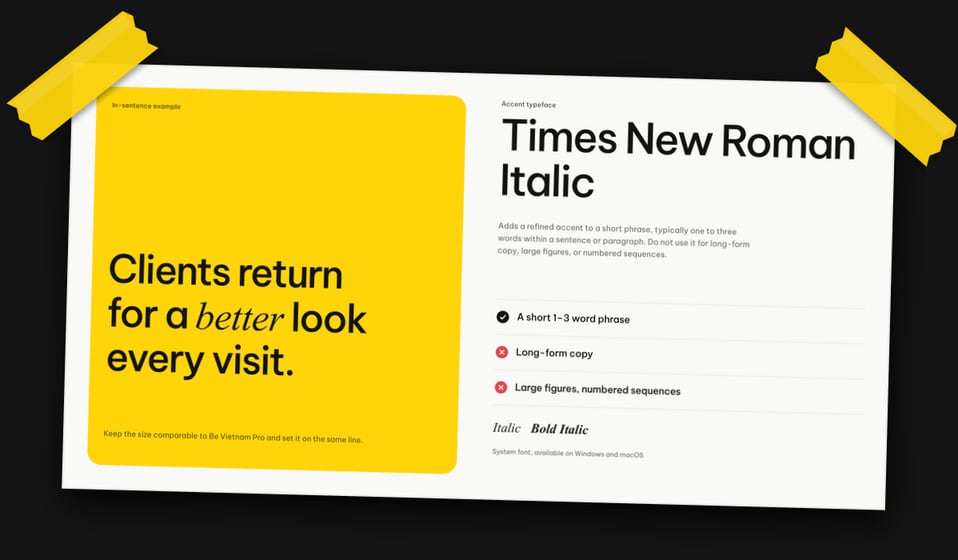 In-sentence example
Clients return
for a better look
every visit.
Keep the size comparable to Be Vietnam Pro and set it on the same line.
Accent typeface
Times New Roman
Italic
Adds a refined accent to a short phrase, typically one to three
words within a sentence or paragraph. Do not use it for long-form
copy, large figures, or numbered sequences.
A short 1–3 word phrase
Long-form copy
Large figures, numbered sequences
Italic Bold Italic
System font, available on Windows and macOS